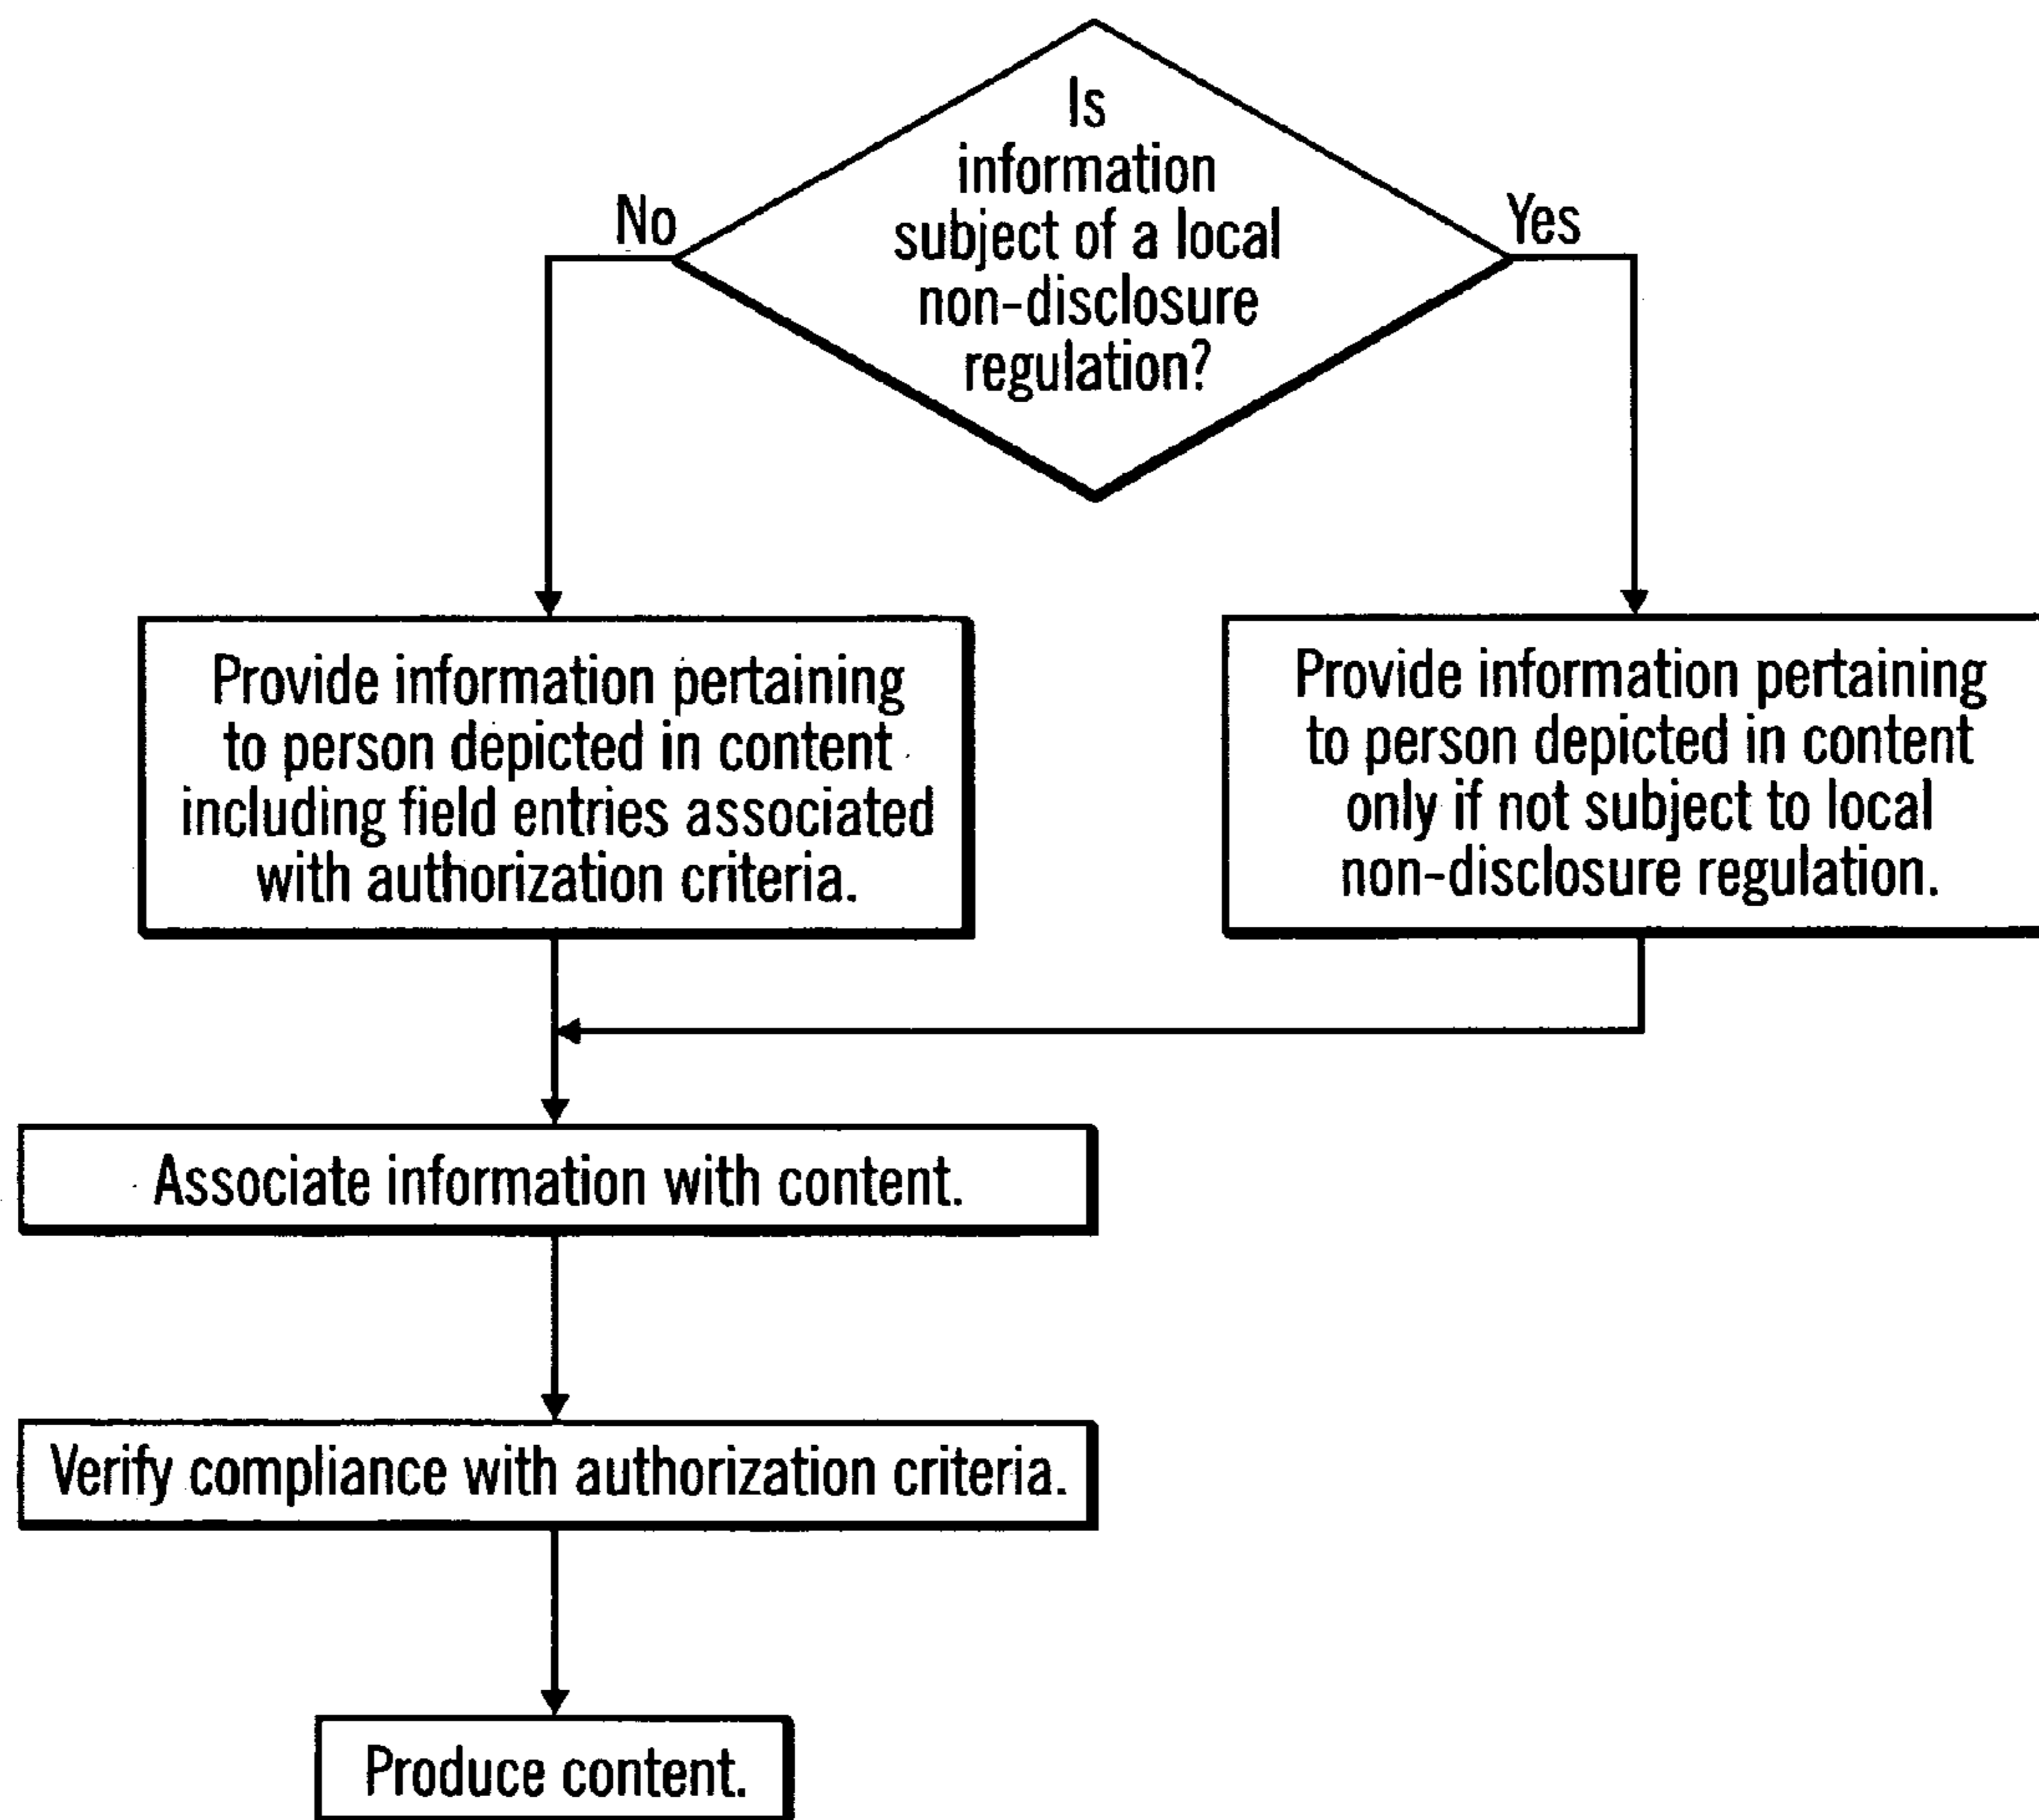 Is
information
subject of a local
non-disclosure
regulation?
No
Yes
Provide information pertaining
to person depicted in content
including field entries associated
with authorization criteria.
Provide information pertaining
to person depicted in content
only if not subject to local
non-disclosure regulation.
Associate information with content.
Verify compliance with authorization criteria.
Produce content.